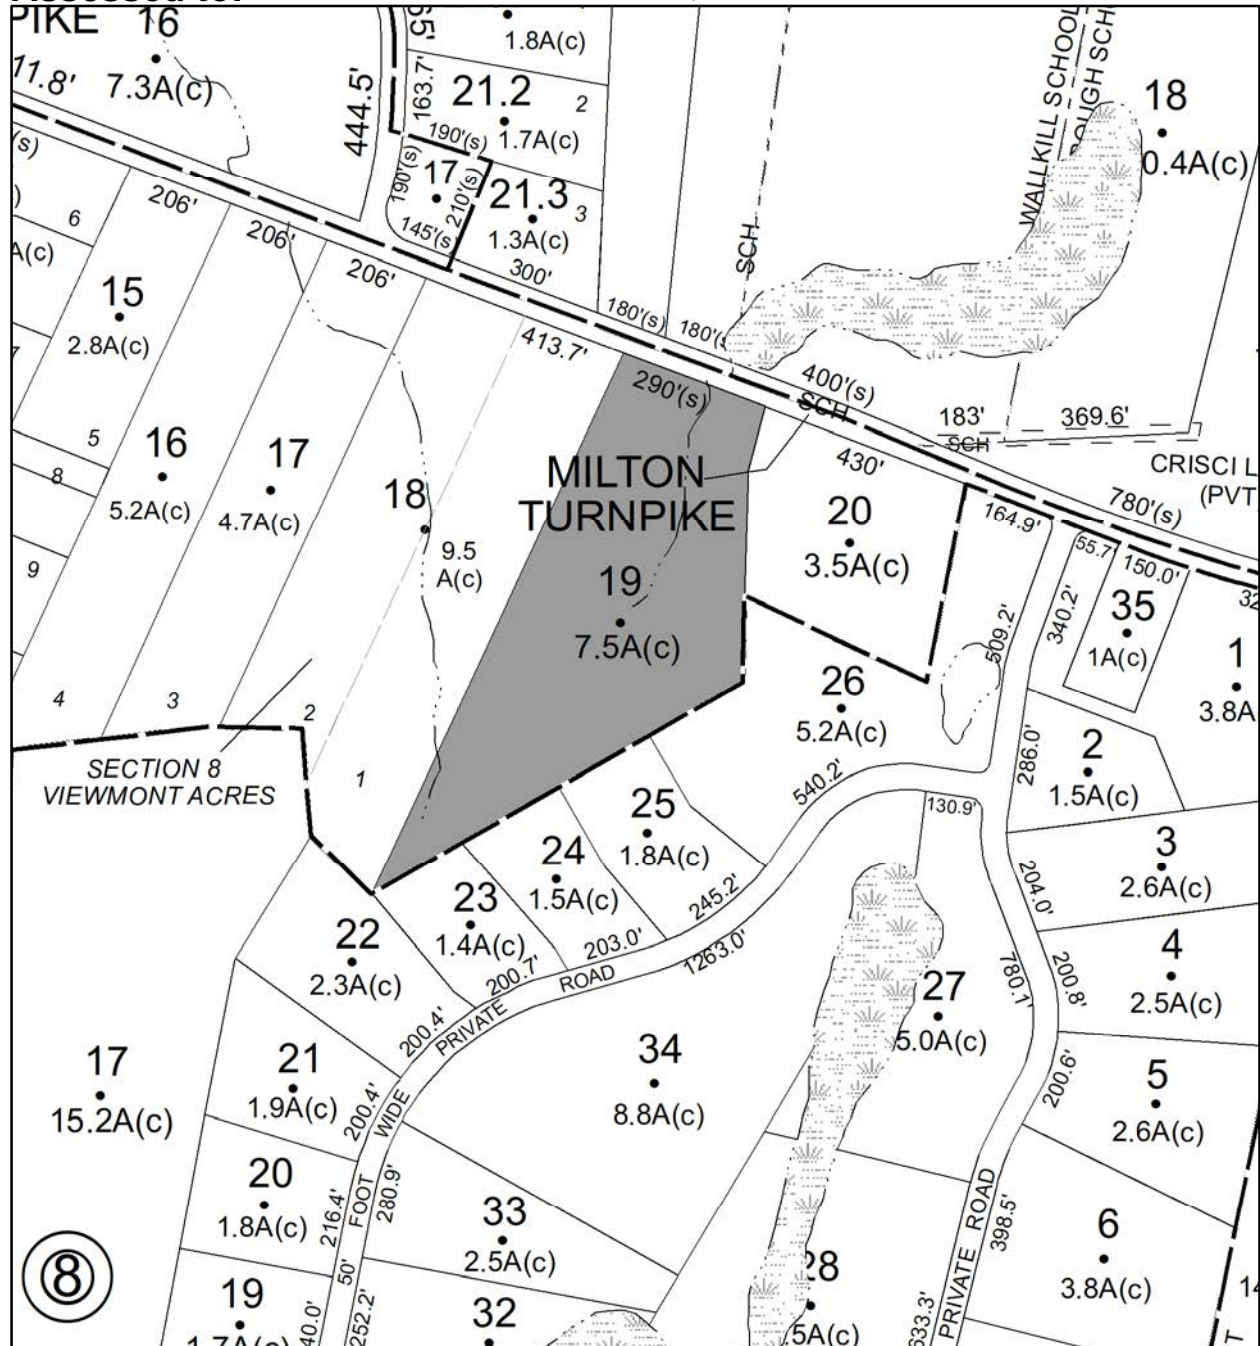 PIKE 16
7.3A(c)
11.8'
444.5'
163.7'
1.8A(c)
21.2
2
1.7A(c)
190'(s)
190'(s)
17
210'(s)
145'(s)
21.3
3
1.3A(c)
300'
SCH
WALLKILL SCHOOL
18
0.4A(c)
(s)
6
A(c)
206'
206'
206'
413.7'
180'(s)
290'(s)
400'(s)
SCH
183'
369.6'
SCH
15
2.8A(c)
5
8
9
16
5.2A(c)
17
4.7A(c)
18
9.5
A(c)
MILTON
TURNPIKE
19
7.5A(c)
430'
20
3.5A(c)
CRISCI L
(PVT
780'(s)
164.9'
55.7'
150.0'
32
35
1A(c)
340.2'
509.2'
1
3.8A
4
3
2
1
SECTION 8
VIEWMONT ACRES
26
5.2A(c)
540.2'
286.0'
2
1.5A(c)
130.9'
25
1.8A(c)
24
1.5A(c)
23
1.4A(c)
22
2.3A(c)
245.2'
203.0'
200.7'
1263.0'
3
2.6A(c)
204.0'
4
2.5A(c)
200.8'
780.1'
27
5.0A(c)
200.4'
50' FOOT WIDE PRIVATE ROAD
34
8.8A(c)
17
15.2A(c)
21
1.9A(c)
200.4'
5
2.6A(c)
200.6'
20
1.8A(c)
216.4'
280.9'
33
2.5A(c)
6
3.8A(c)
398.5'
PRIVATE ROAD
633.3'
28
.5A(c)
8
19
1.7A(c)
40.0'
252.2'
32
14